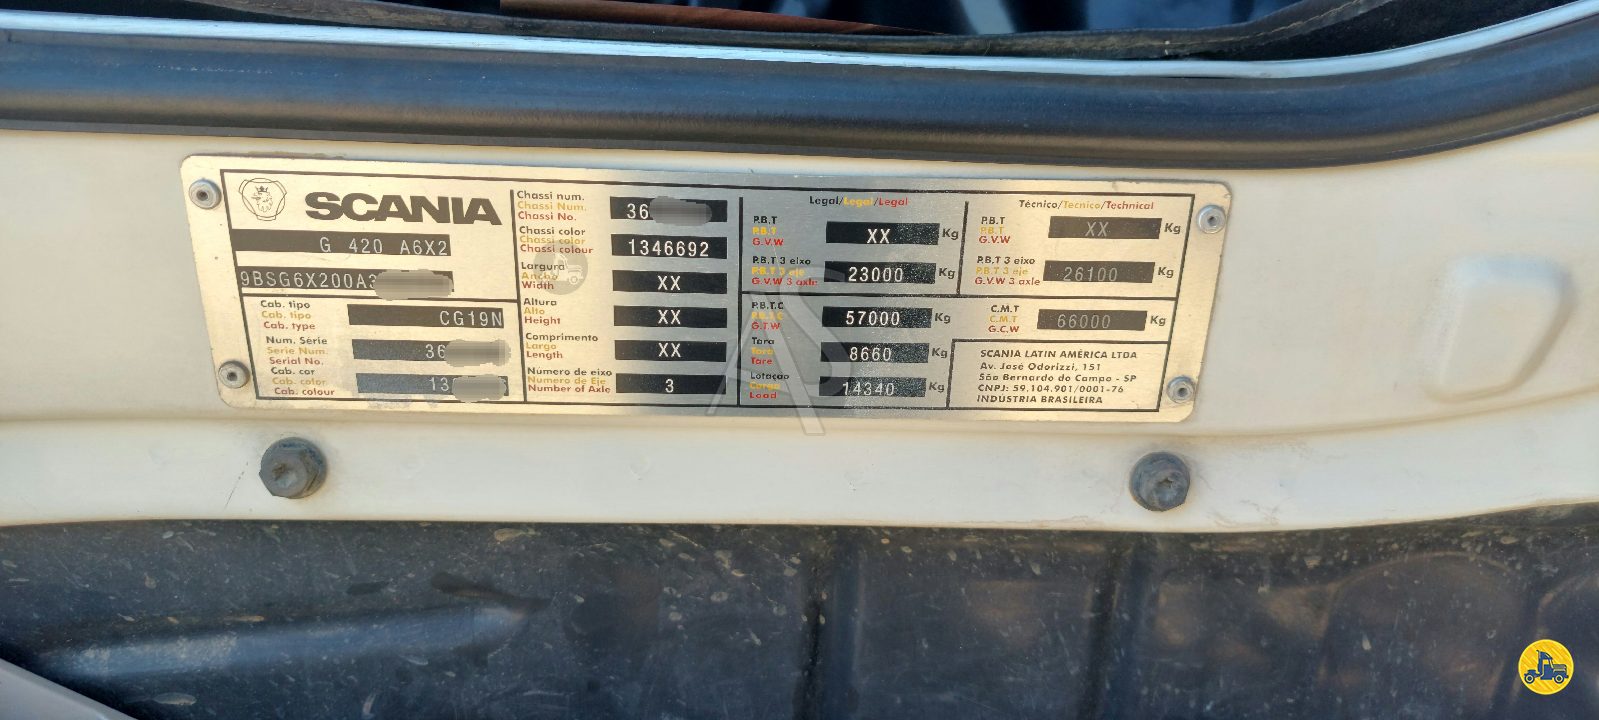 SCANIA
G 420 A6X2
9BSG6X200A3
Cab. tipo
Cab. tipo
Cab. type
CG19N
Num. Série
Serie Num.
Serial No.
36
Cab. cor
Cab. color
Cab. colour
13
Chassi num.
Chassi Num.
Chassi No.
36
Chassi color
Chassi color
Chassi colour
1346692
Largura
Ancho
Width
XX
Altura
Alto
Height
XX
Comprimento
Largo
Length
XX
Número de eixo
Número de Eje
Number of Axle
3
Legal/Legal/Legal
P.B.T
P.B.T
G.V.W
XX Kg
P.B.T 3 eixo
P.B.T 3 eje
G.V.W 3 axle
23000 Kg
P.B.T.C
P.B.T.C
G.T.W
57000 Kg
Tara
Tara
Tare
8660 Kg
Lotação
Carga
Load
14340 Kg
Técnico/Tecnico/Technical
P.B.T
P.B.T
G.V.W
XX Kg
P.B.T 3 eixo
P.B.T 3 eje
G.V.W 3 axle
26100 Kg
C.M.T
C.M.T
G.C.W
66000 Kg
SCANIA LATIN AMÉRICA LTDA
Av. José Odorizzi, 151
São Bernardo do Campo - SP
CNPJ: 59.104.901/0001-76
INDÚSTRIA BRASILEIRA
AS